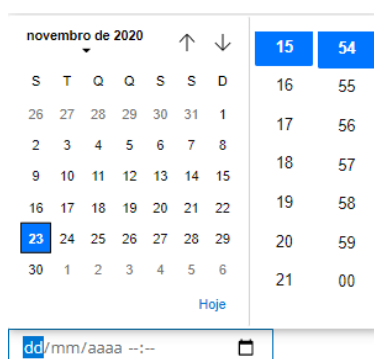 novembro de 2020
S T Q Q S S D
26 27 28 29 30 31 1
2 3 4 5 6 7 8
9 10 11 12 13 14 15
16 17 18 19 20 21 22
23 24 25 26 27 28 29
30 1 2 3 4 5 6
Hoje
15 54
16 55
17 56
18 57
19 58
20 59
21 00
dd/mm/aaaa --:--